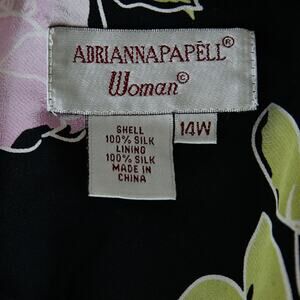 ADRIANNAPAPELL®
Woman©
14W
SHELL
100% SILK
LINING
100% SILK
MADE IN
CHINA